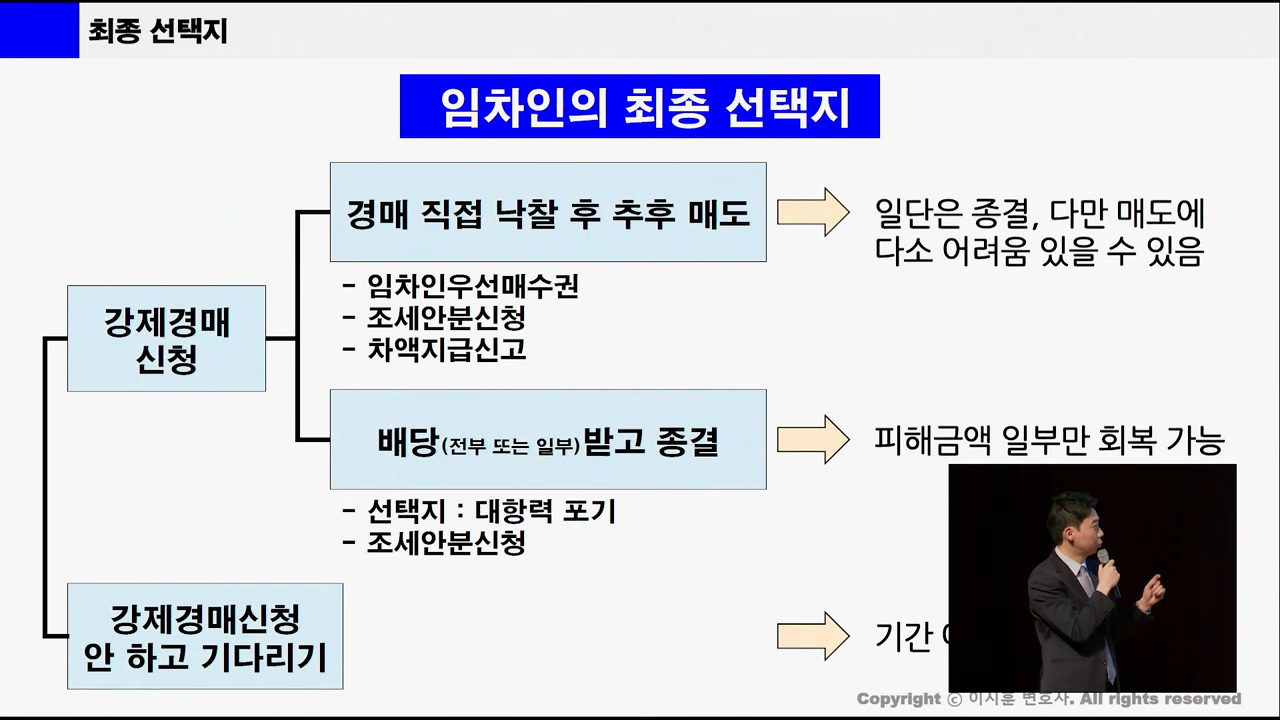 최종 선택지
임차인의 최종 선택지
경매 직접 낙찰 후 추후 매도
일단은 종결, 다만 매도에
다소 어려움 있을 수 있음
- 임차인우선매수권
- 조세안분신청
- 차액지급신고
강제경매
신청
배당(전부 또는 일부)받고 종결
피해금액 일부만 회복 가능
- 선택지 : 대항력 포기
- 조세안분신청
강제경매신청
안 하고 기다리기
기간
Copyright ⓒ 이시훈 변호사. All rights reserved